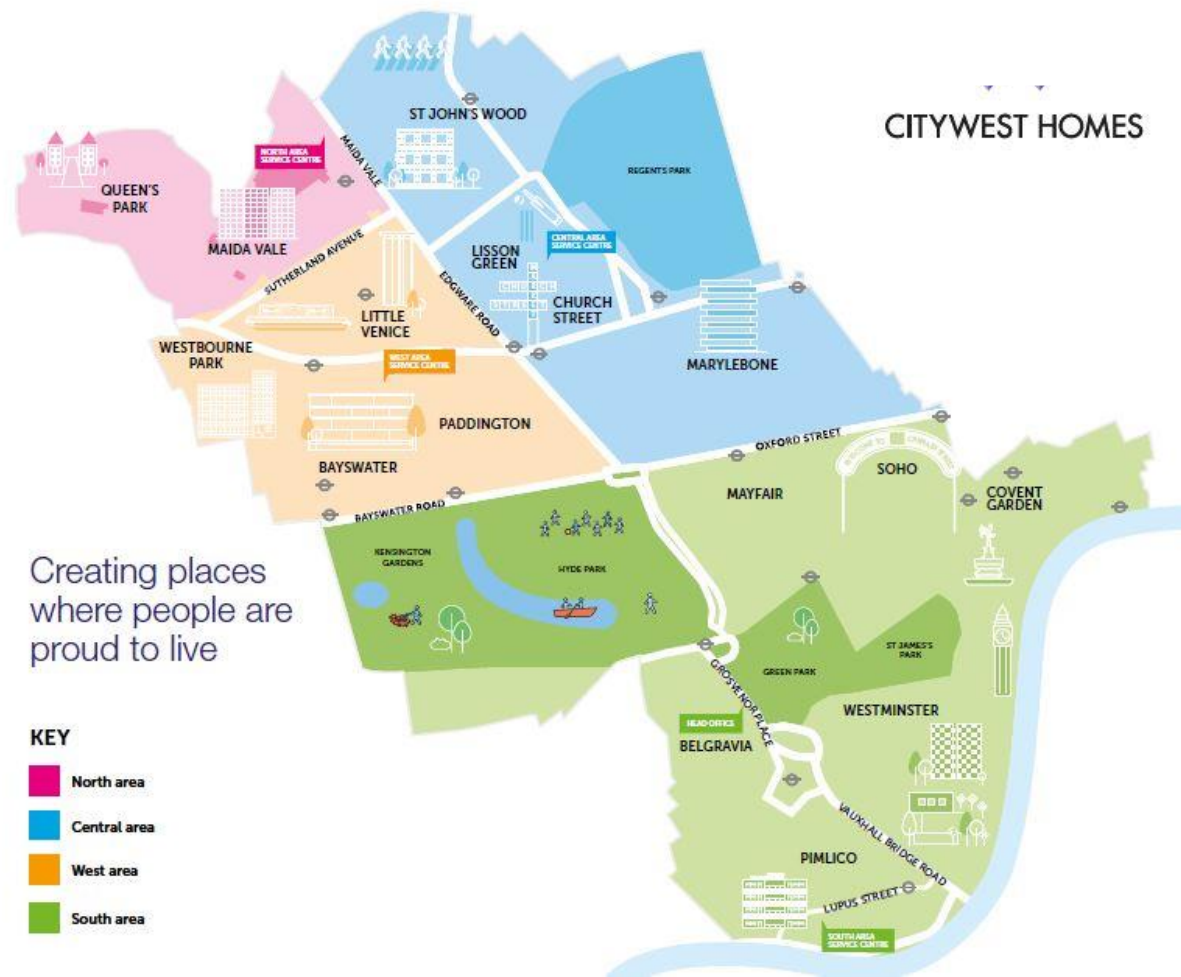 CITYWEST HOMES
ST JOHN'S WOOD
MAIDA VALE
NORTH AREA
SERVICE CENTRE
REGENTS PARK
QUEEN'S
PARK
MAIDA VALE
SUTHERLAND AVENUE
LISSON
GREEN
CENTRAL AREA
SERVICE CENTRE
EDGWARE ROAD
CHURCH
STREET
LITTLE
VENICE
WESTBOURNE
PARK
WEST AREA
SERVICE CENTRE
MARYLEBONE
PADDINGTON
OXFORD STREET
BAYSWATER
SOHO
MAYFAIR
COVENT
GARDEN
BAYSWATER ROAD
KENSINGTON
GARDENS
HYDE PARK
Creating places
where people are
proud to live
ST JAMES'S
PARK
GREEN PARK
GROSVENOR PLACE
WESTMINSTER
HEAD OFFICE
BELGRAVIA
VAUXHALL BRIDGE ROAD
PIMLICO
LUPUS STREET
SOUTH AREA
SERVICE CENTRE
KEY
North area
Central area
West area
South area